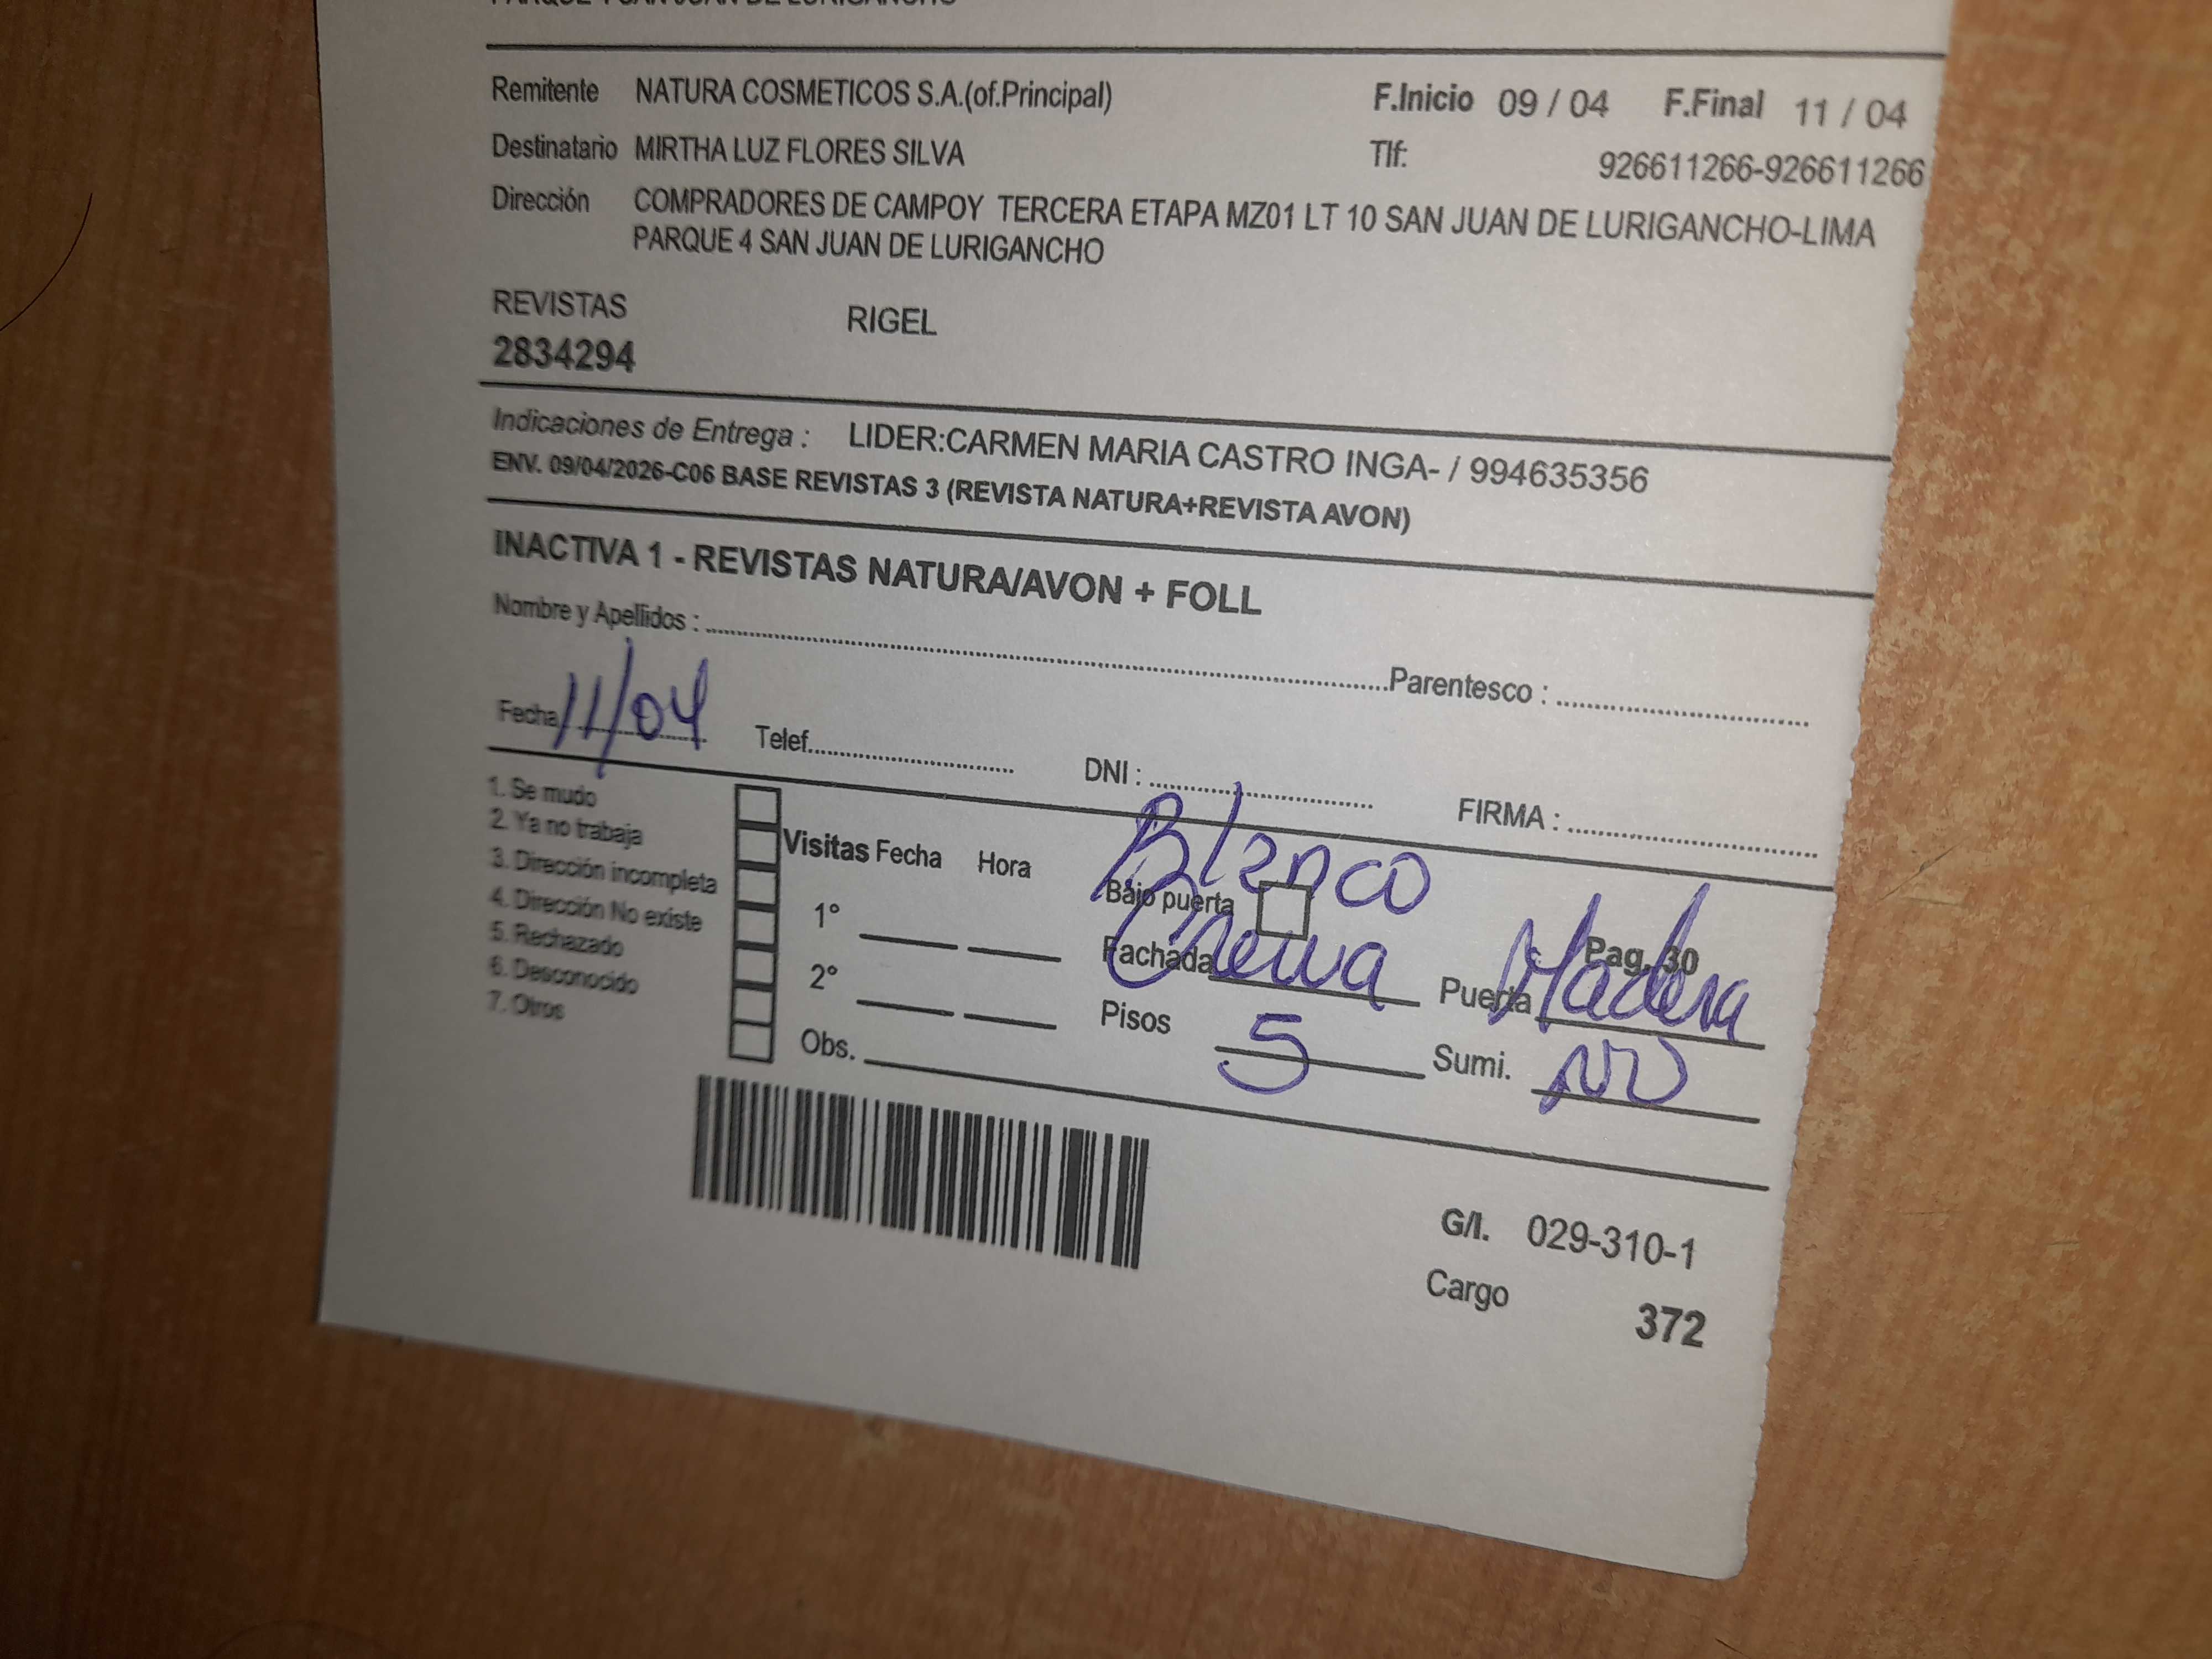 PARQUE 4 SAN JUAN DE LURIGANCHO
Remitente NATURA COSMETICOS S.A.(of.Principal) F.Inicio 09 / 04 F.Final 11 / 04
Destinatario MIRTHA LUZ FLORES SILVA Tlf: 926611266-926611266
Dirección COMPRADORES DE CAMPOY TERCERA ETAPA MZ01 LT 10 SAN JUAN DE LURIGANCHO-LIMA
PARQUE 4 SAN JUAN DE LURIGANCHO
REVISTAS RIGEL
2834294
Indicaciones de Entrega : LIDER:CARMEN MARIA CASTRO INGA- / 994635356
ENV. 09/04/2026-C06 BASE REVISTAS 3 (REVISTA NATURA+REVISTA AVON)
INACTIVA 1 - REVISTAS NATURA/AVON + FOLL
Nombre y Apellidos : Parentesco :
Fecha 11/04 Telef. DNI : FIRMA :
1. Se mudo
2. Ya no trabaja
3. Dirección incompleta
4. Dirección No existe
5. Rechazado
6. Desconocido
7. Otros
Visitas Fecha Hora
1°
2°
Obs.
Blanco
Bajo puerta Pag. 30
Fachada Crema Puerta Madera
Pisos 5 Sumi. NO
G/I. 029-310-1
Cargo 372